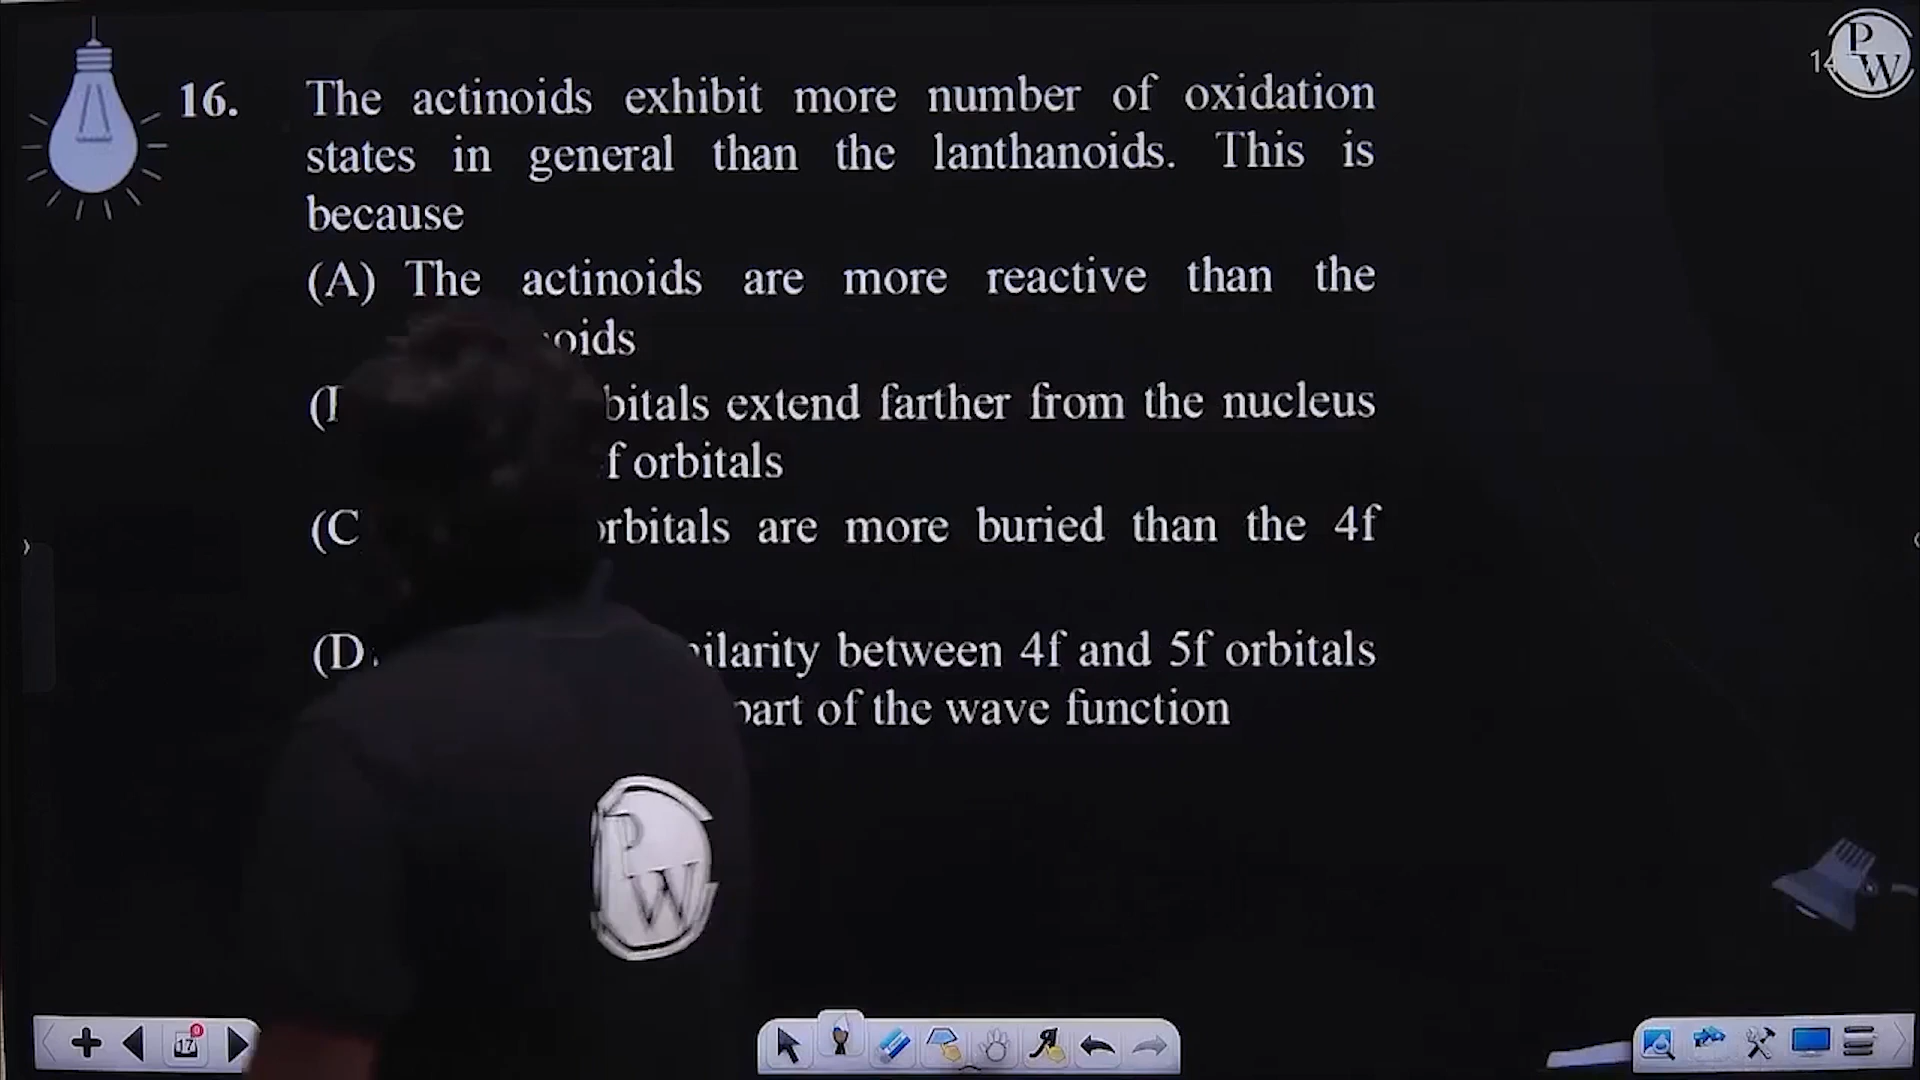 P
W
16. The actinoids exhibit more number of oxidation
states in general than the lanthanoids. This is
because
(A) The actinoids are more reactive than the
oids
bitals extend farther from the nucleus
f orbitals
(C rbitals are more buried than the 4f
(D ilarity between 4f and 5f orbitals
part of the wave function
P
W
17